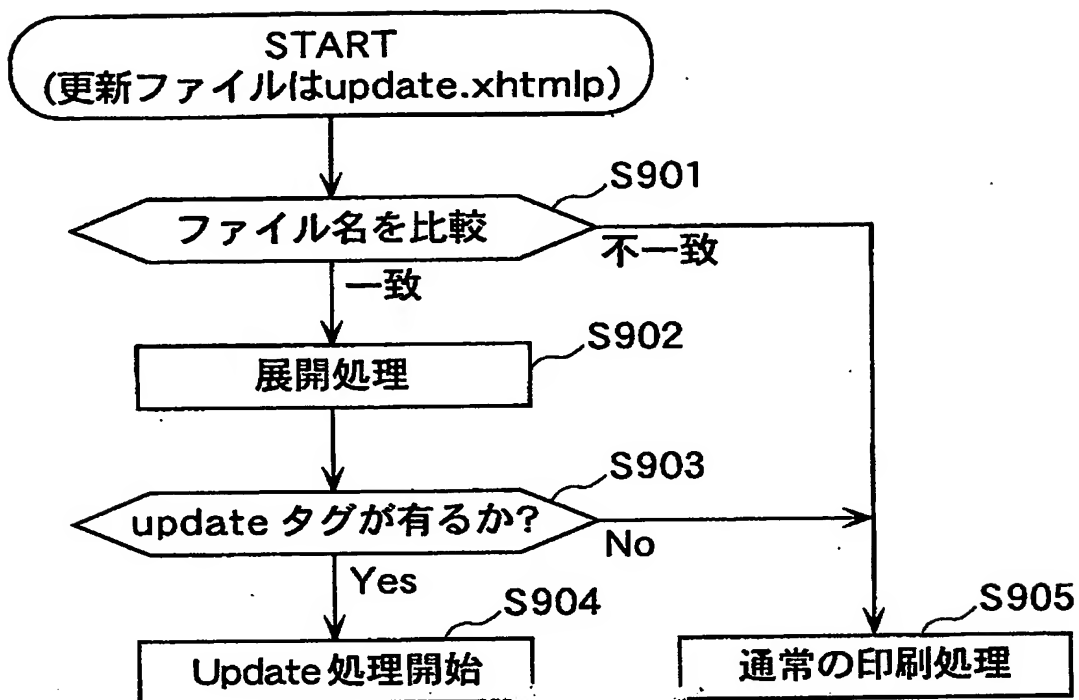 START
(更新ファイルはupdate.xhtmlp)
S901
ファイル名を比較
不一致
一致
S902
展開処理
S903
update タグが有るか?
No
Yes
S904
S905
Update 処理開始
通常の印刷処理